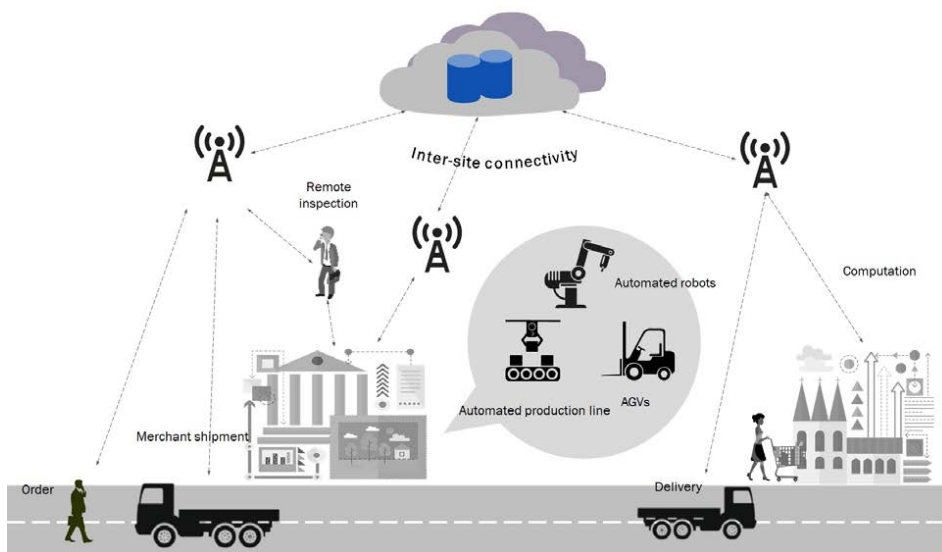 Inter-site connectivity
Remote
inspection
Automated robots
Computation
Automated production line
AGVs
Merchant shipment
Order
Delivery